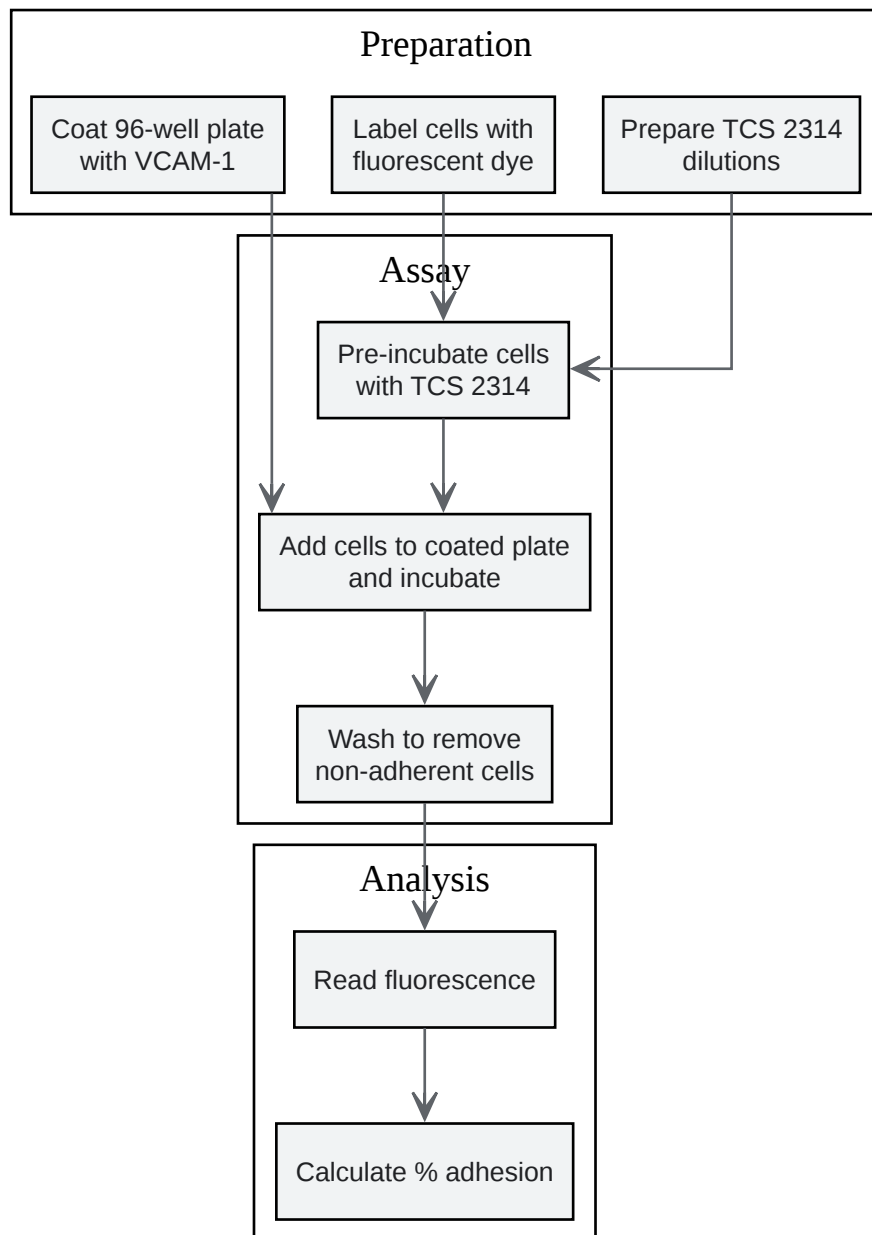 Preparation
Coat 96-well plate
with VCAM-1
Label cells with
fluorescent dye
Prepare TCS 2314
dilutions
Assay
Pre-incubate cells
with TCS 2314
Add cells to coated plate
and incubate
Wash to remove
non-adherent cells
Analysis
Read fluorescence
Calculate % adhesion